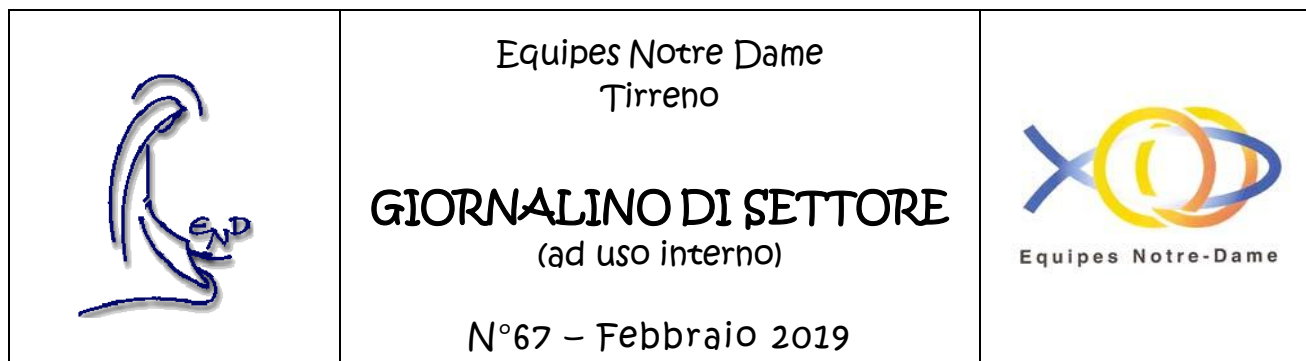 END
Equipes Notre Dame
Tirreno
GIORNALINO DI SETTORE
(ad uso interno)
N°67 – Febbraio 2019
Equipes Notre-Dame